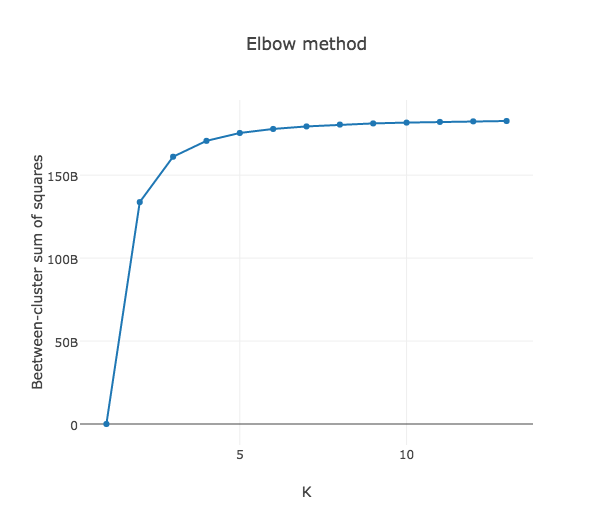 Elbow method
Beetween-cluster sum of squares
150B
100B
50B
0
5
10
K